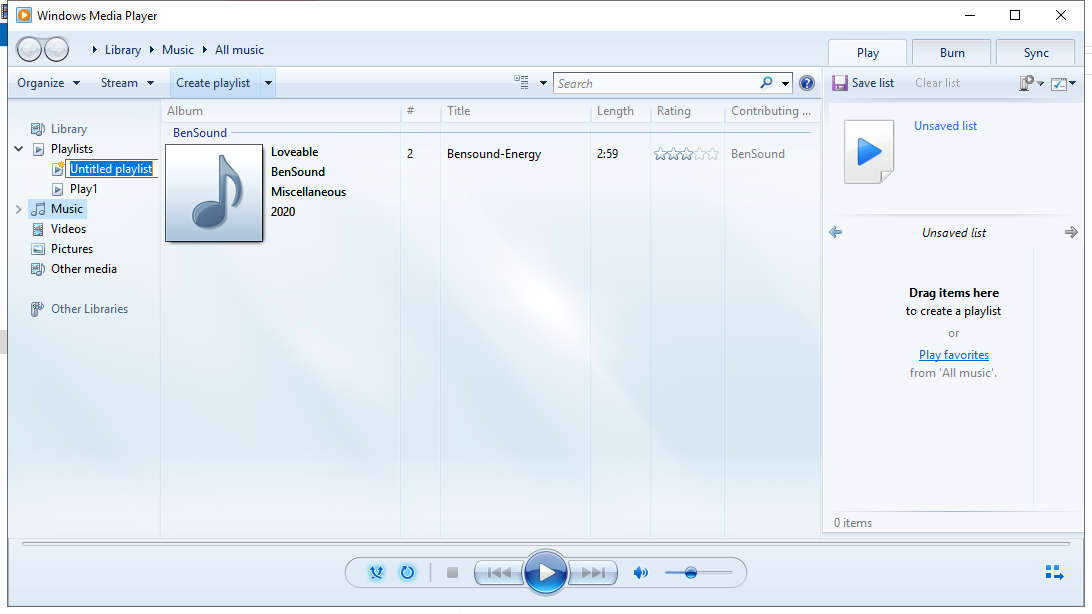 Windows Media Player
Library Music All music
Play Burn Sync
Organize Stream Create playlist Search Save list Clear list
Album # Title Length Rating Contributing ...
Library
Playlists
Untitled playlist
Play1
Music
Videos
Pictures
Other media
Other Libraries
BenSound
Loveable 2 Bensound-Energy 2:59 BenSound
BenSound
Miscellaneous
2020
Unsaved list
Unsaved list
Drag items here
to create a playlist
or
Play favorites
from 'All music'.
0 items